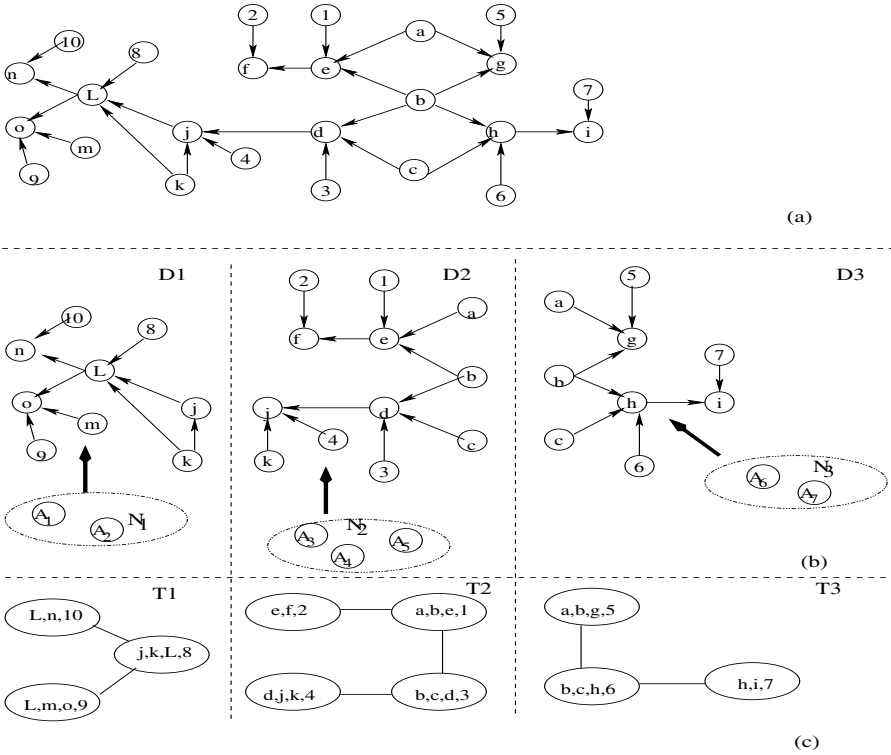 2 1 5
10 8 a
n f e g
L b 7
o j d h i
m 4 c
9 k 3 6
(a)
D1 D2 D3
2 1 5
10 8 a a
n f e g 7
L b b
o j j d h i
m 4 c c
9 k k 3 6
A1 A2 N1
A3 A4 A5 N2
A6 A7 N3
(b)
T1 T2 T3
L,n,10
j,k,L,8
L,m,o,9
e,f,2 a,b,e,1
d,j,k,4 b,c,d,3
a,b,g,5
b,c,h,6 h,i,7
(c)